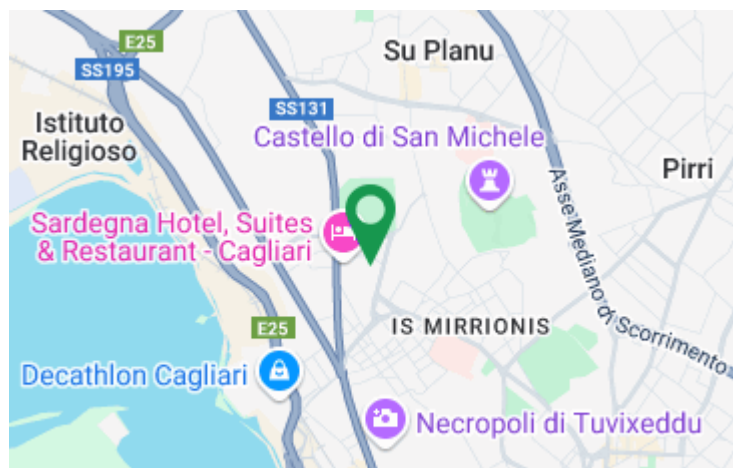 E25
Su Planu
SS195
SS131
Istituto
Religioso
Castello di San Michele
Pirri
Asse Mediano di Scorrimento
Sardegna Hotel, Suites
& Restaurant - Cagliari
E25
IS MIRRIONIS
Decathlon Cagliari
Necropoli di Tuvixeddu